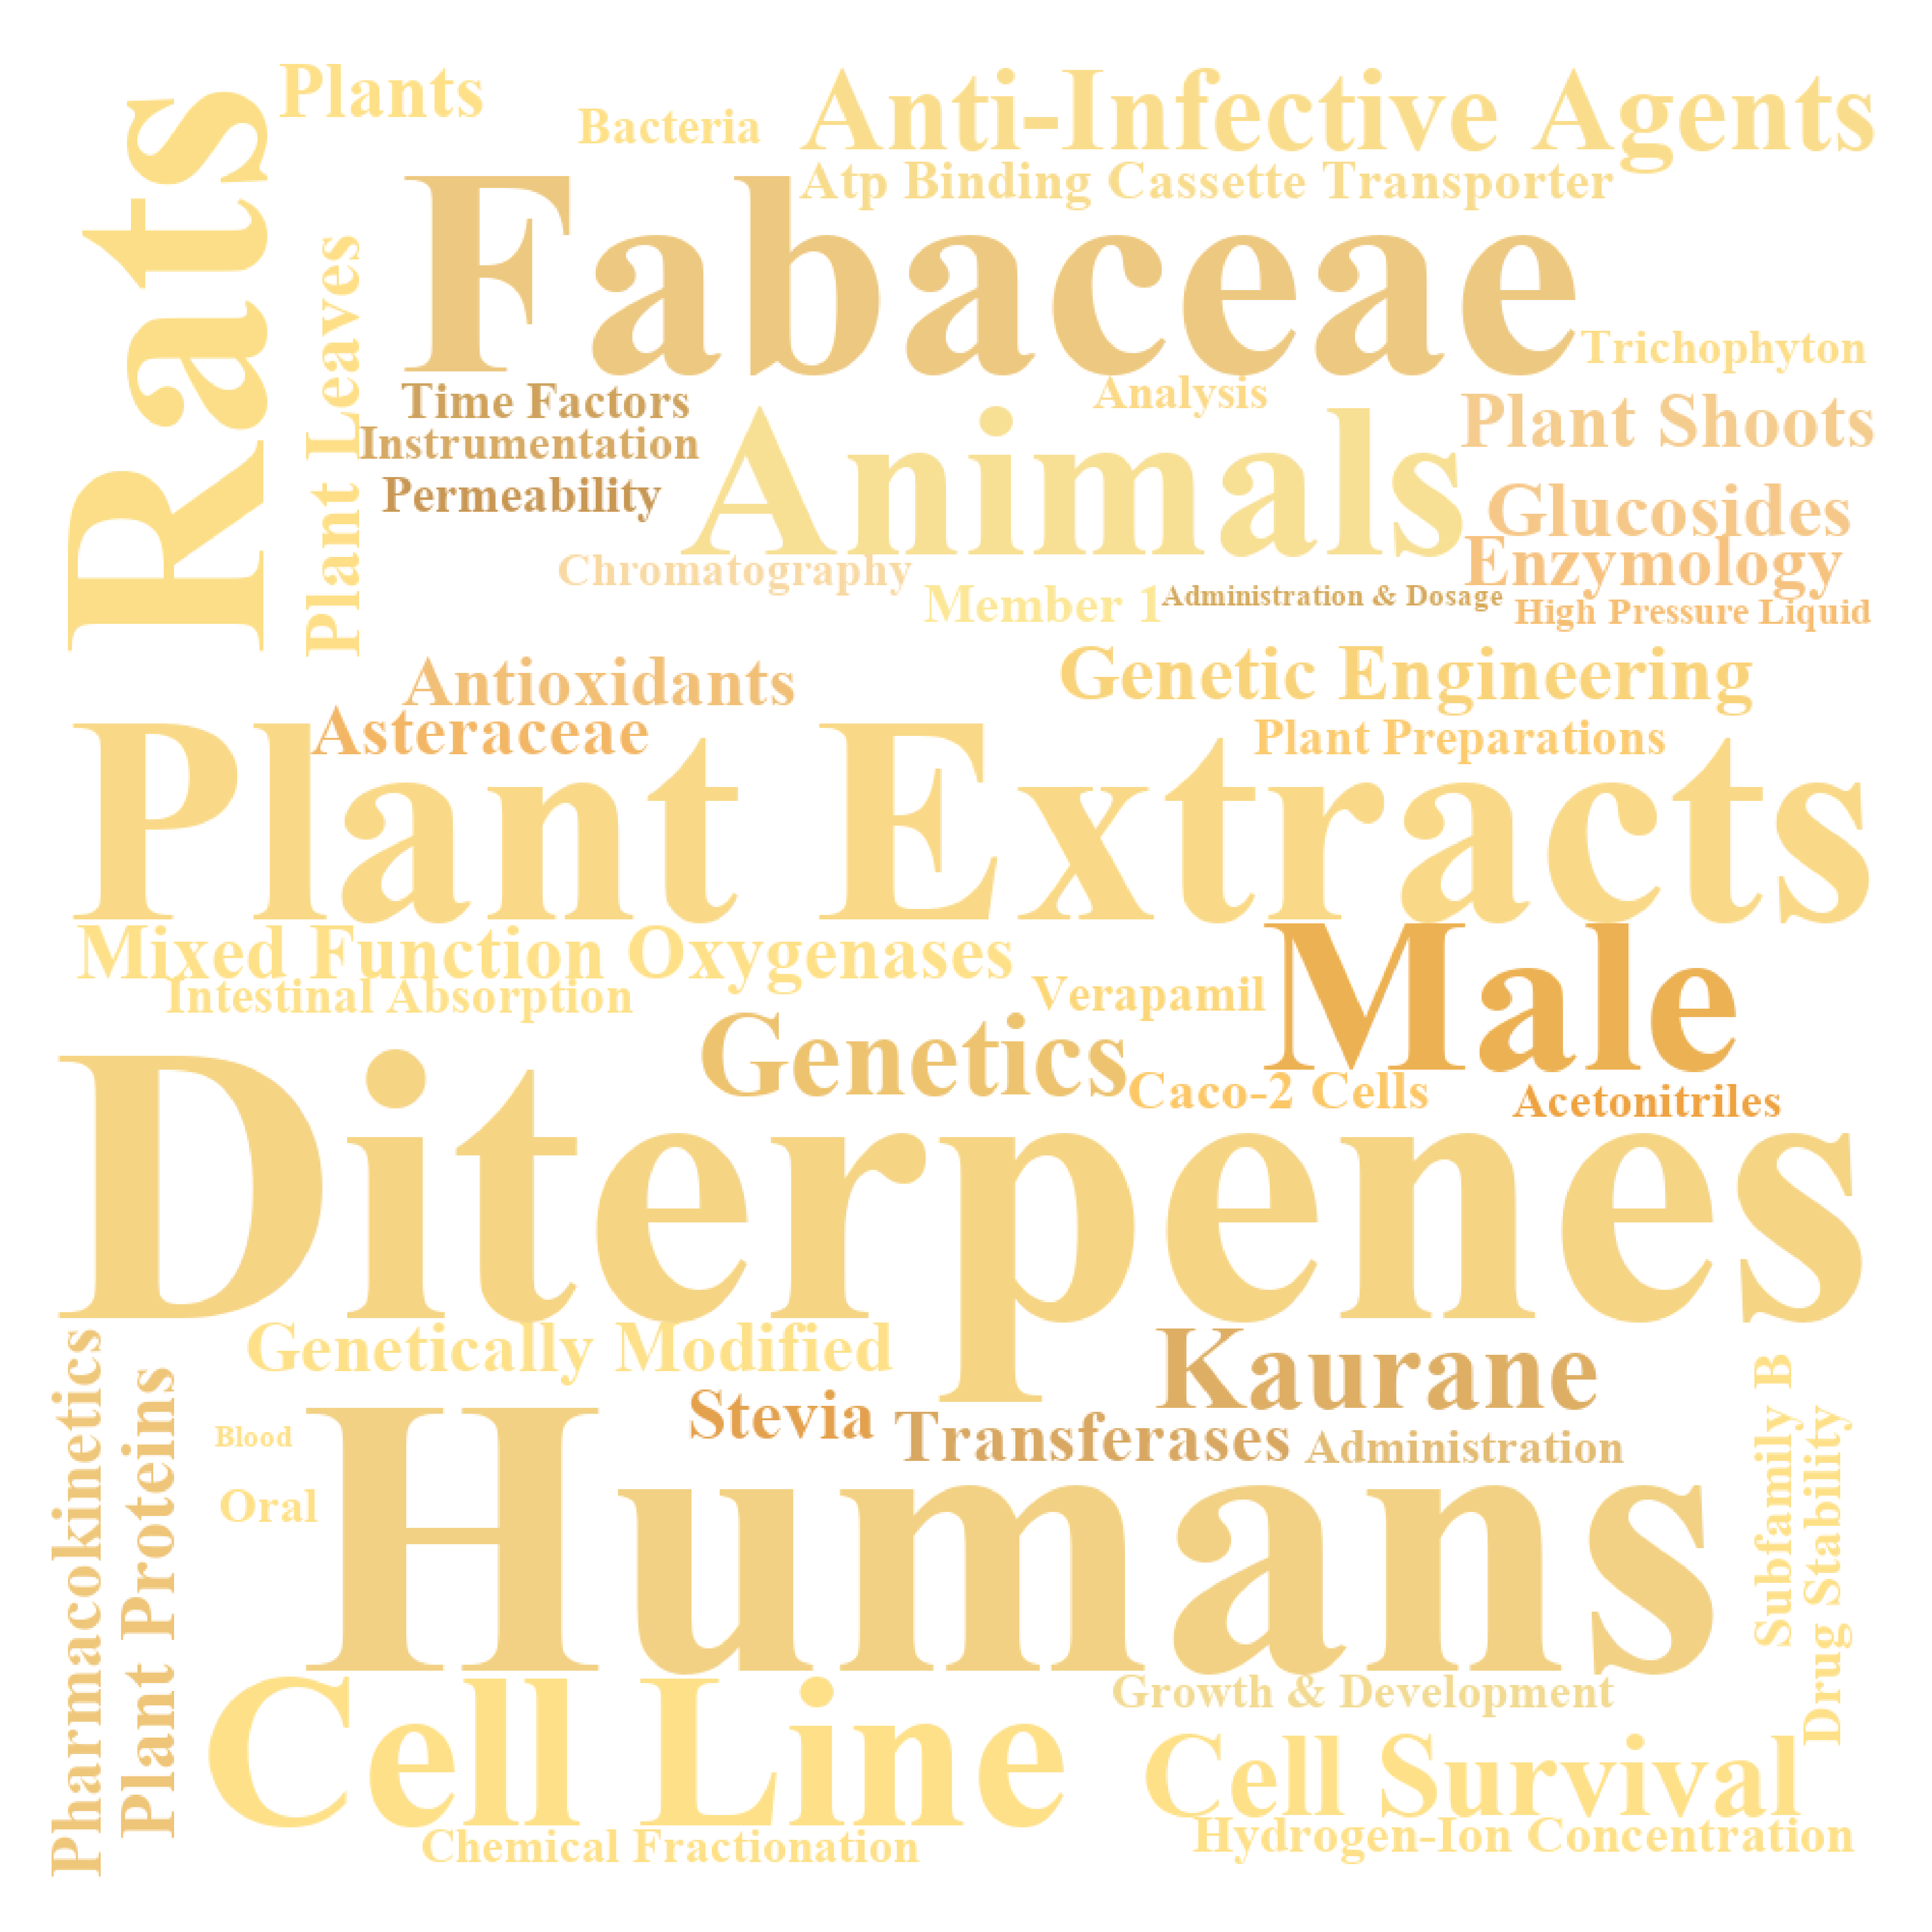 Plants
Bacteria
Anti-Infective Agents
Atp Binding Cassette Transporter
Rats
Fabaceae
Plant Leaves
Trichophyton
Time Factors
Analysis
Plant Shoots
Instrumentation
Animals
Permeability
Glucosides
Enzymology
Chromatography
Member 1
Administration & Dosage
High Pressure Liquid
Antioxidants
Genetic Engineering
Asteraceae
Plant Preparations
Plant Extracts
Mixed Function Oxygenases
Male
Intestinal Absorption
Verapamil
Genetics
Caco-2 Cells
Acetonitriles
Diterpenes
Genetically Modified
Kaurane
Stevia
Transferases
Administration
Blood
Oral
Humans
Pharmacokinetics
Plant Proteins
Subfamily B
Drug Stability
Cell Line
Growth & Development
Cell Survival
Chemical Fractionation
Hydrogen-Ion Concentration